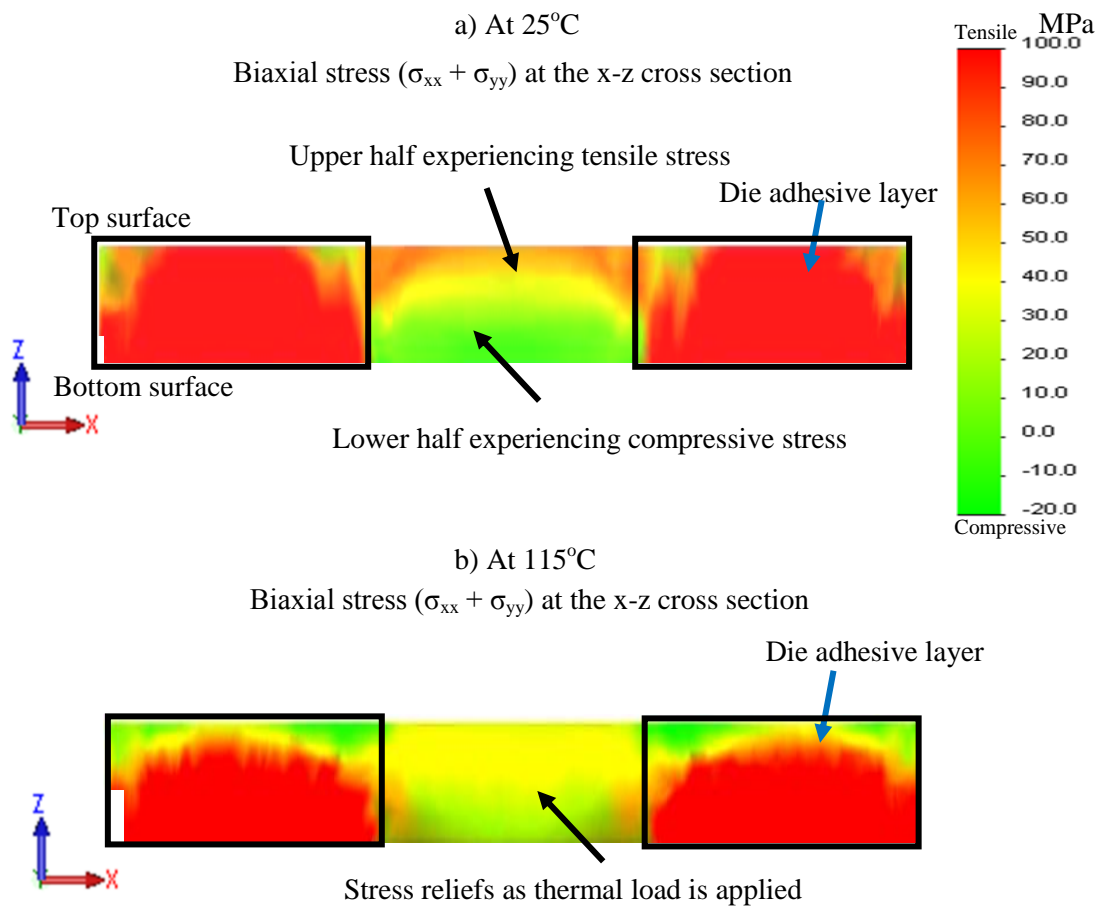 a) At 25°C
Biaxial stress (σxx + σyy) at the x-z cross section
Upper half experiencing tensile stress
Die adhesive layer
Top surface
Bottom surface
Z
X
Lower half experiencing compressive stress
Tensile
MPa
100.0
90.0
80.0
70.0
60.0
50.0
40.0
30.0
20.0
10.0
0.0
-10.0
-20.0
Compressive
b) At 115°C
Biaxial stress (σxx + σyy) at the x-z cross section
Die adhesive layer
Z
X
Stress reliefs as thermal load is applied